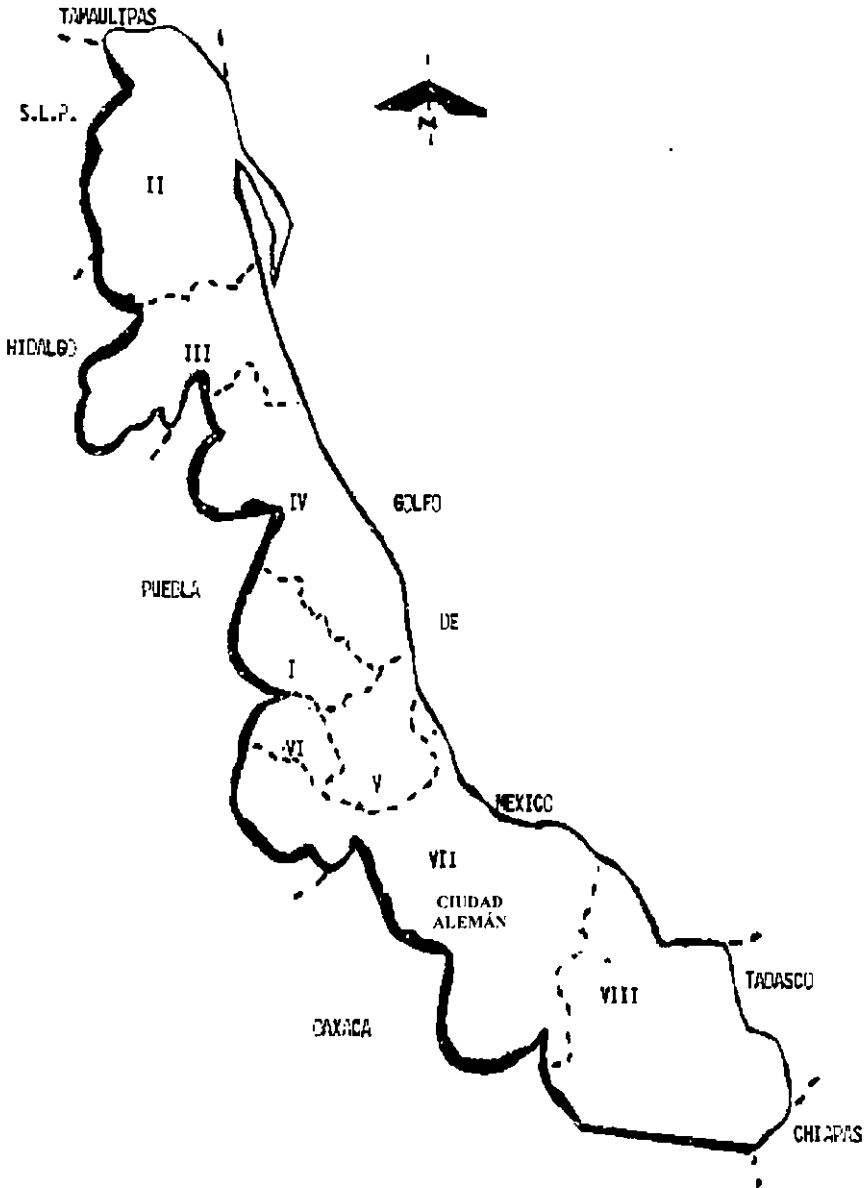 TAMAULIPAS
S.L.P.
N
II
HIDALGO
III
IV
GOLFO
PUEBLA
DE
I
VI
V
MEXICO
VII
CIUDAD
ALEMÁN
VIII
TABASCO
OAXACA
CHIAPAS